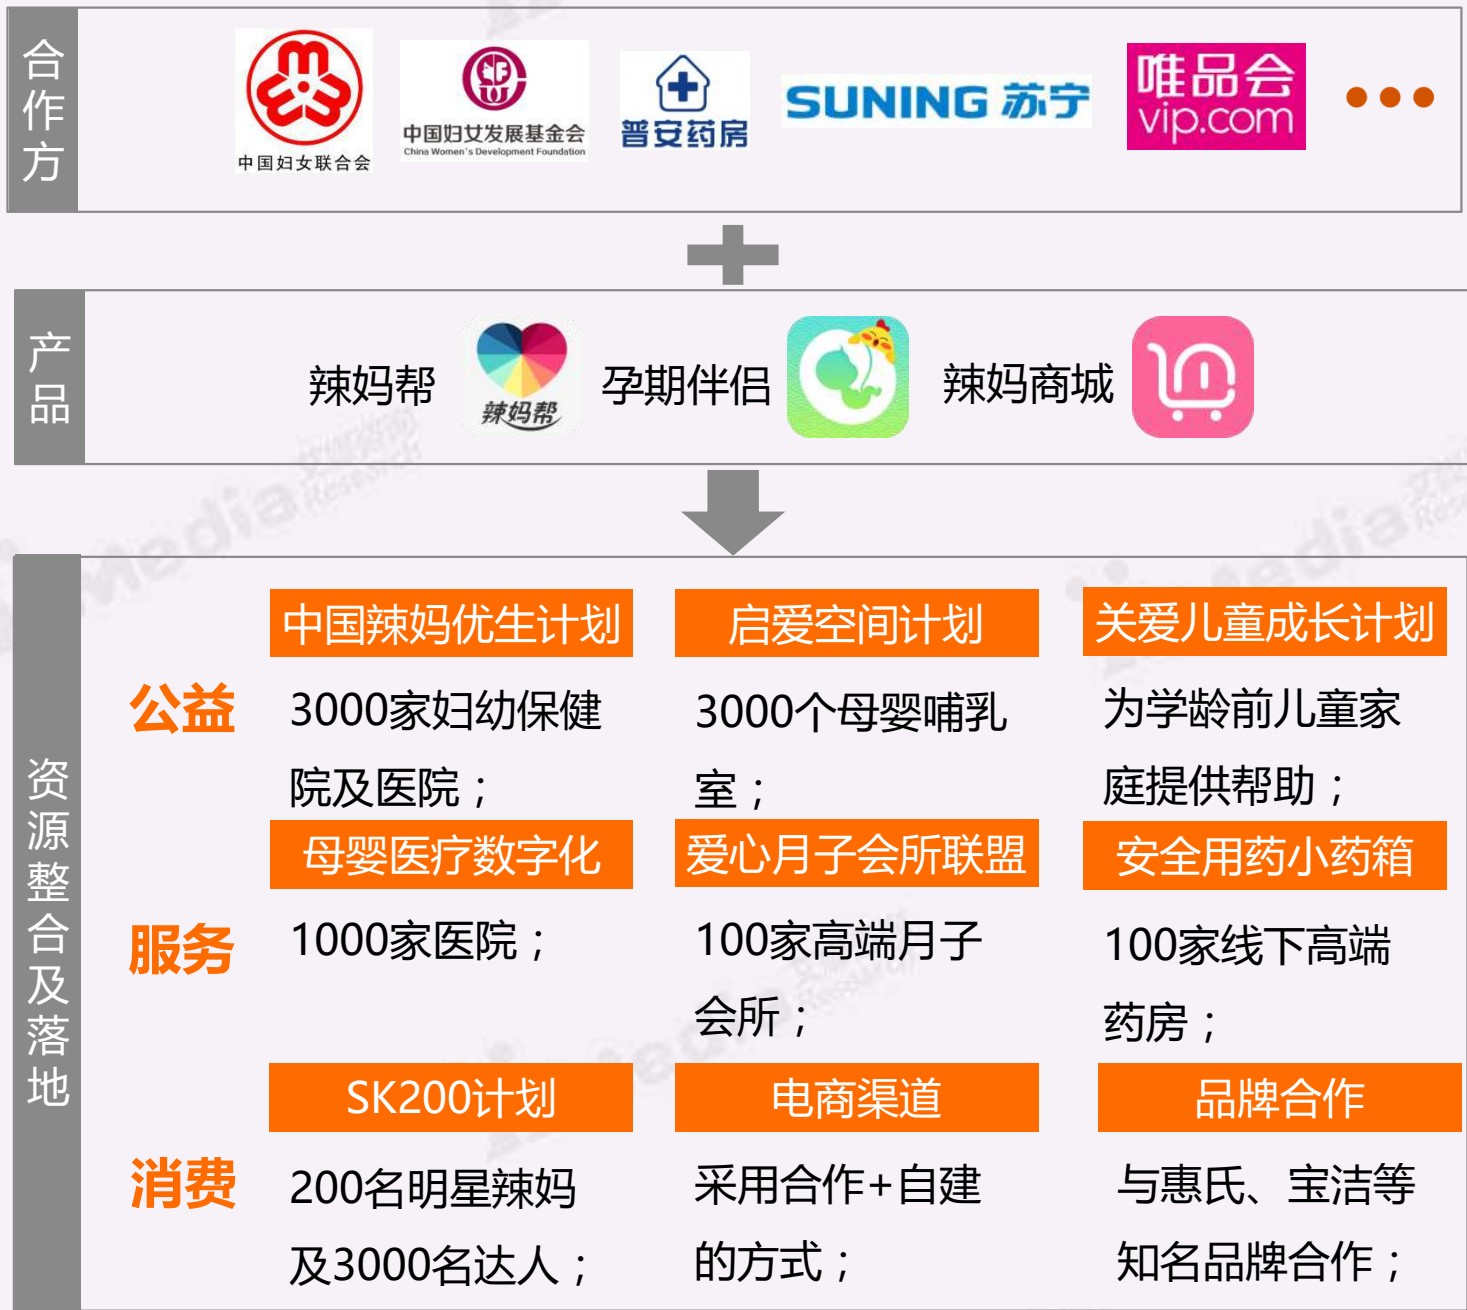 合作方
中国妇女联合会
中国妇女发展基金会
China Women's Development Foundation
普安药房
SUNING 苏宁
唯品会
vip.com
产品
辣妈帮
辣妈帮
孕期伴侣
辣妈商城
资源整合及落地
公益
中国辣妈优生计划
3000家妇幼保健
院及医院；
启爱空间计划
3000个母婴哺乳
室；
关爱儿童成长计划
为学龄前儿童家
庭提供帮助；
服务
母婴医疗数字化
1000家医院；
爱心月子会所联盟
100家高端月子
会所；
安全用药小药箱
100家线下高端
药房；
消费
SK200计划
200名明星辣妈
及3000名达人；
电商渠道
采用合作+自建
的方式；
品牌合作
与惠氏、宝洁等
知名品牌合作；